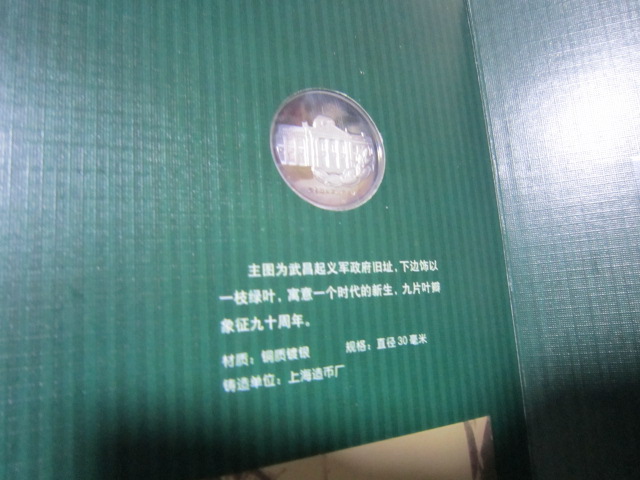 主图为武昌起义军政府旧址,下边饰以
一枝绿叶,寓意一个时代的新生、九片叶瓣
象征九十周年。
材质:铜质镀银 规格:直径30毫米
铸造单位:上海造币厂